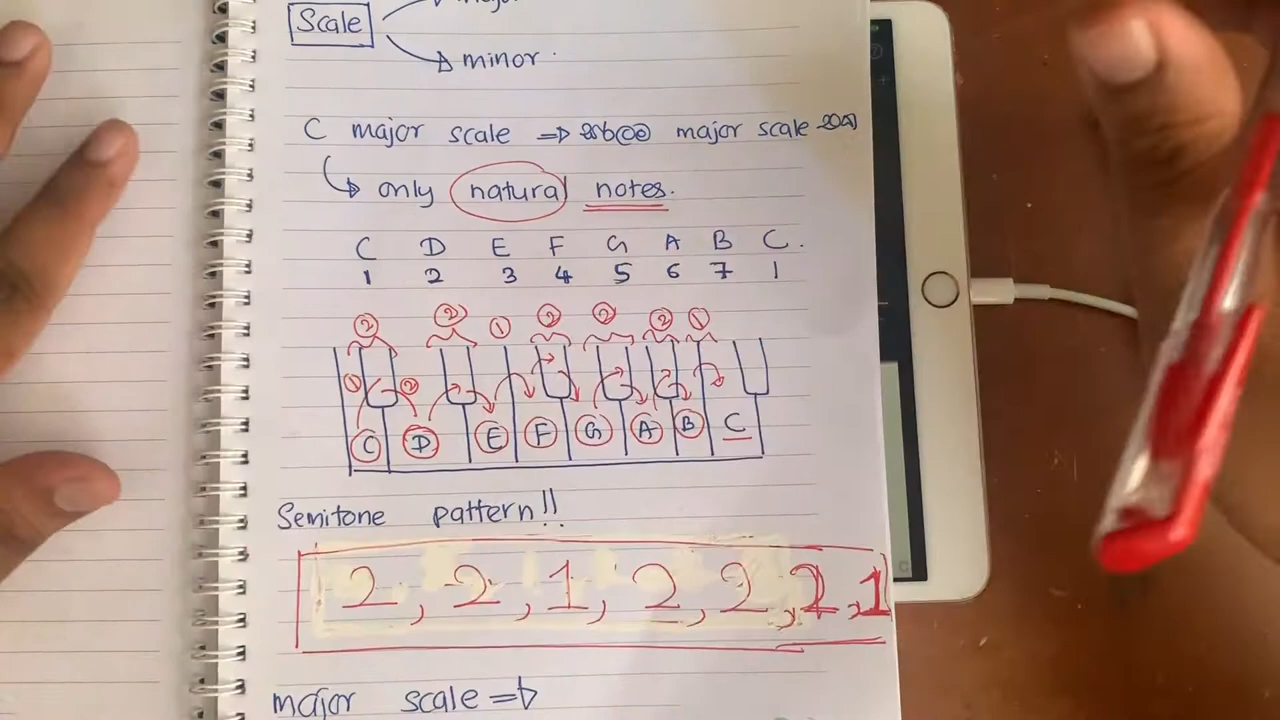 Scale
minor
C major scale => major scale
only natural notes.
C D E F G A B C.
1 2 3 4 5 6 7 1
2 2 1 2 2 2 1
1 2
C D E F G A B C
Semitone pattern!!
2, 2, 1, 2, 2, 2, 1
major scale =>